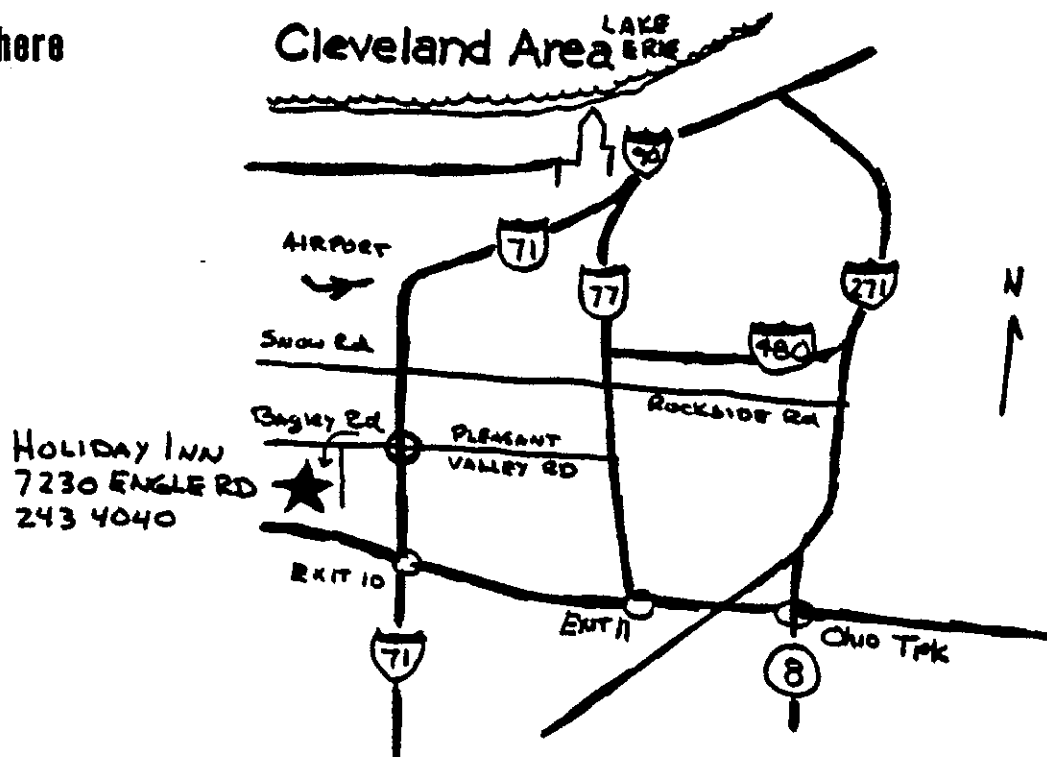 here
Cleveland Area
LAKE
ERIE
90
71
AIRPORT
77
271
N
480
SNOW Rd
ROCKSIDE Rd
Bagley Rd
PLEASANT
VALLEY RD
HOLIDAY INN
7230 ENGLE RD
243 4040
EXIT 10
EXIT 11
Ohio Tpk
71
8